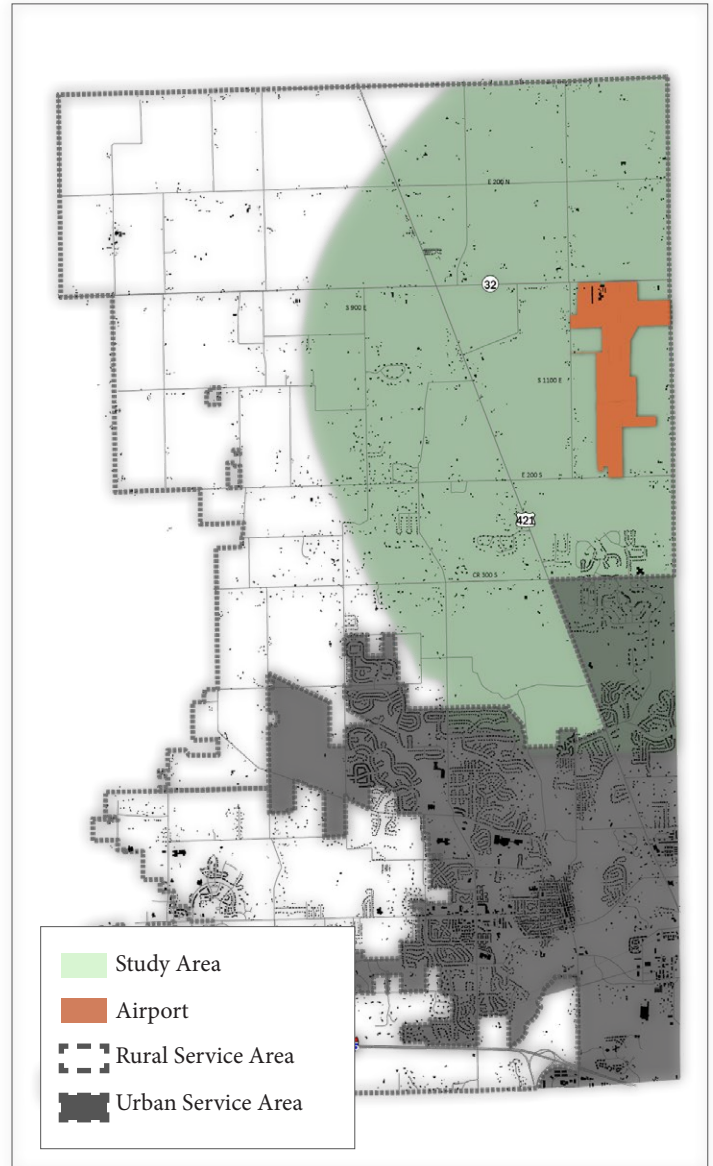 E 200 N
32
S 900 E
S 1100 E
E 200 S
421
CR 300 S
Study Area
Airport
Rural Service Area
Urban Service Area